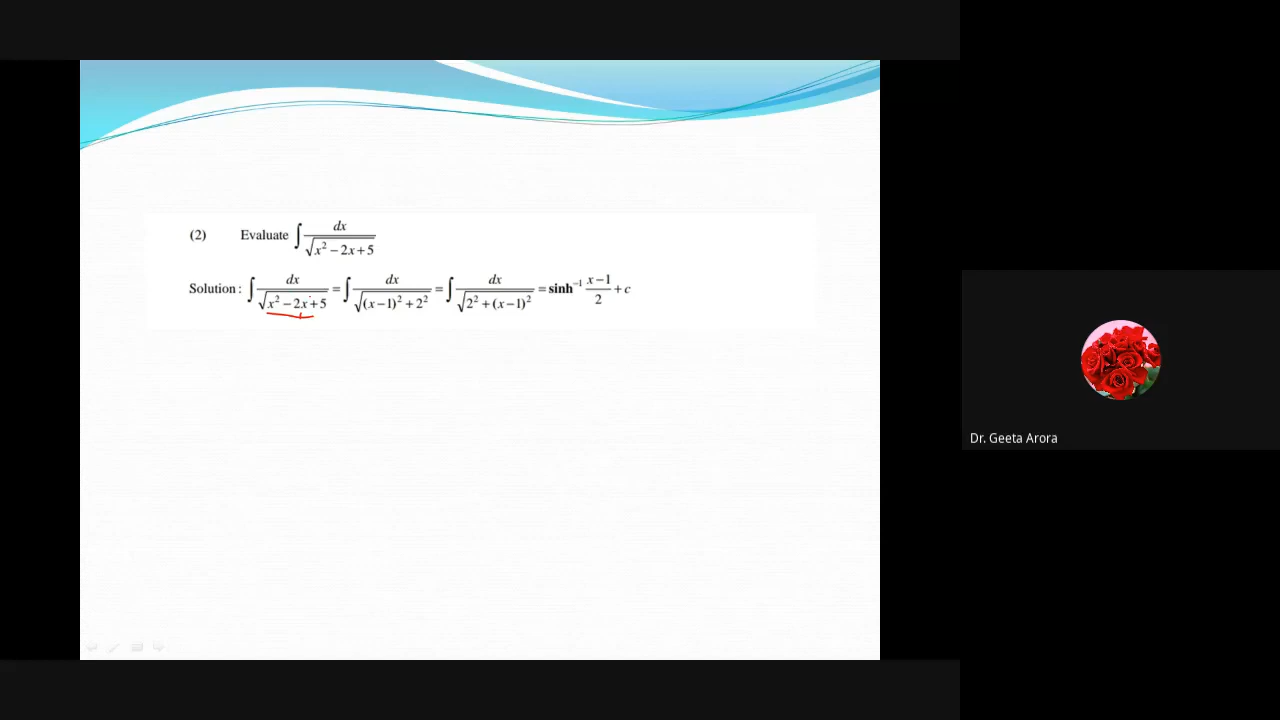 (2) Evaluate ∫ dx/√(x² − 2x + 5)
Solution : ∫ dx/√(x² − 2x + 5) = ∫ dx/√((x−1)² + 2²) = ∫ dx/√(2² + (x−1)²) = sinh⁻¹ (x−1)/2 + c
Dr. Geeta Arora